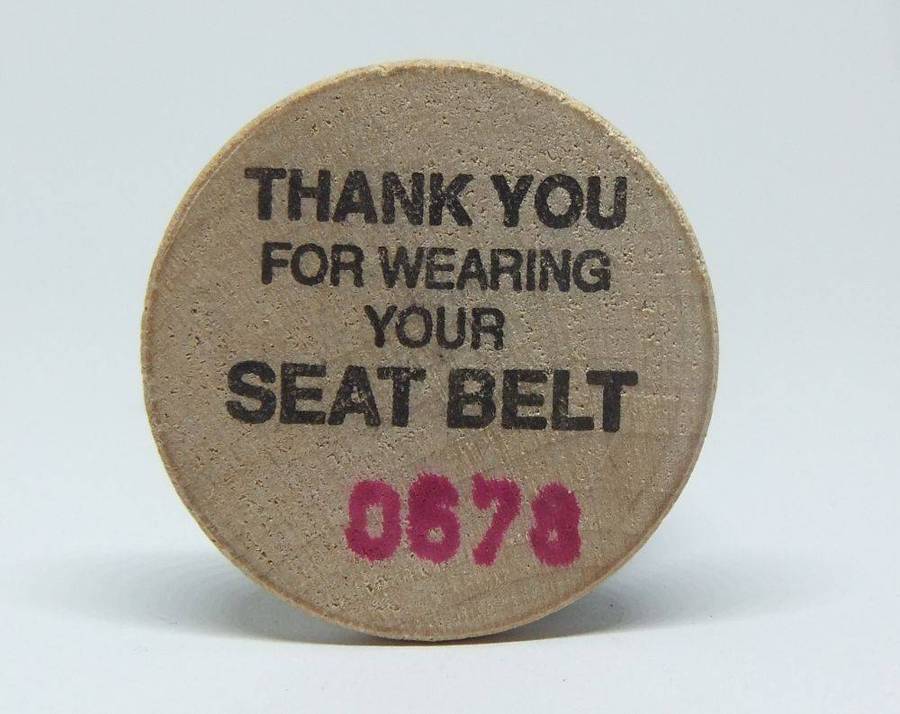 THANK YOU
FOR WEARING
YOUR
SEAT BELT
0678